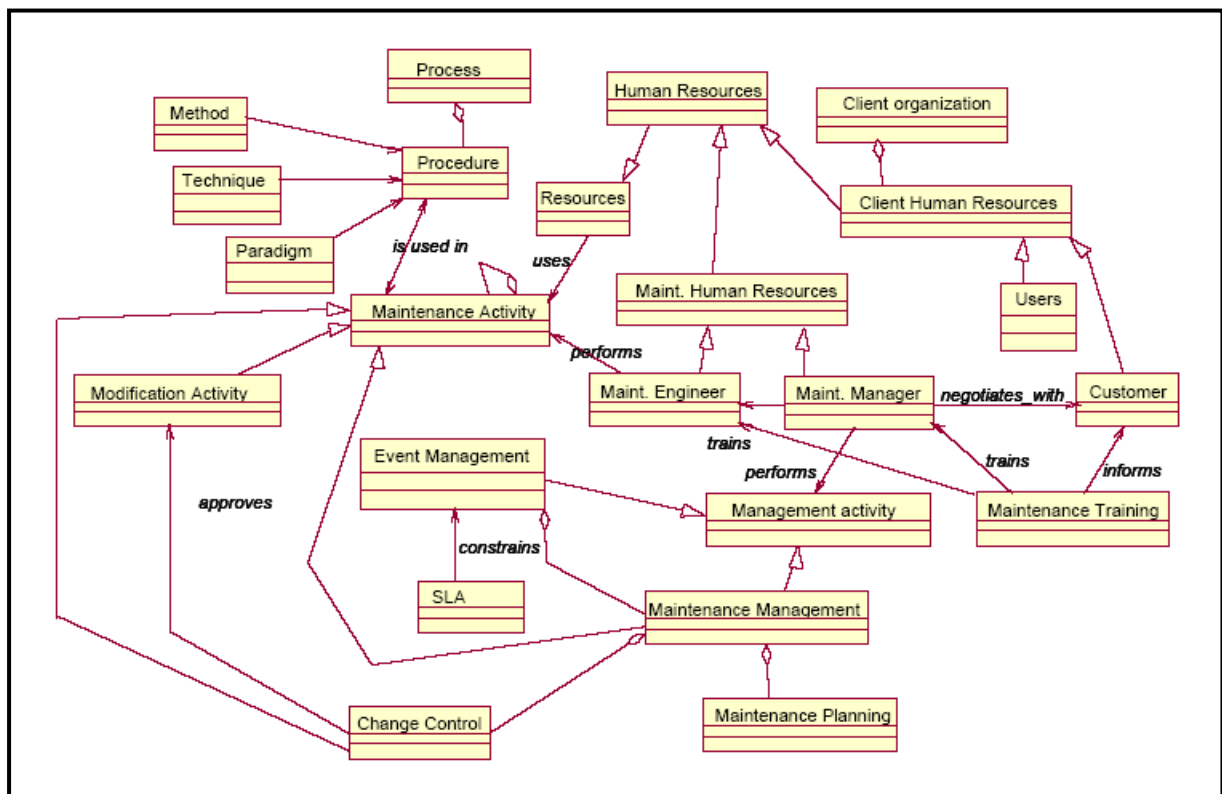 Process
Human Resources
Client organization
Method
Procedure
Technique
Resources
Client Human Resources
Paradigm
is used in
uses
Maint. Human Resources
Users
Maintenance Activity
performs
Modification Activity
Maint. Engineer
Maint. Manager
negotiates_with
Customer
trains
Event Management
performs
trains
informs
approves
Management activity
Maintenance Training
constrains
SLA
Maintenance Management
Change Control
Maintenance Planning